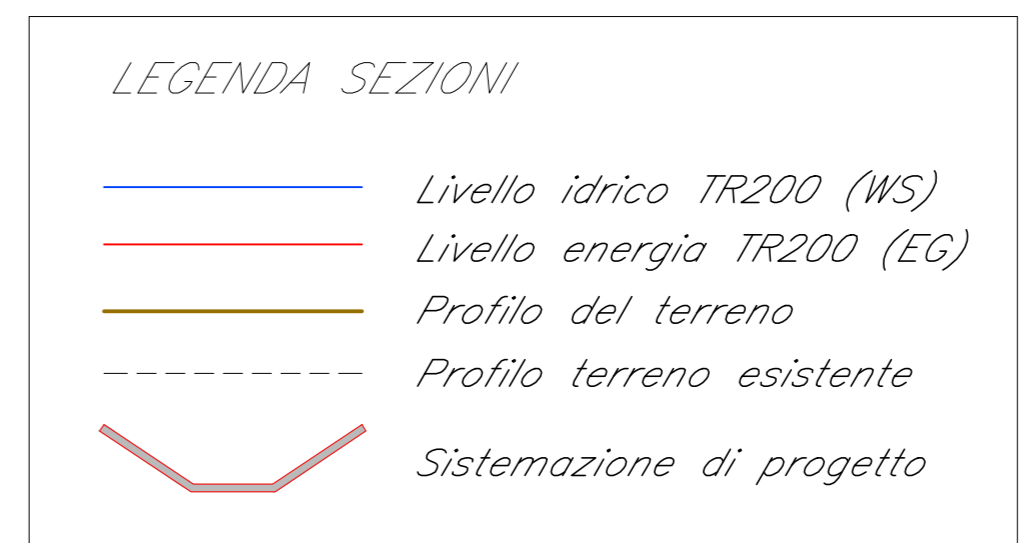 LEGENDA SEZIONI
Livello idrico TR200 (WS)
Livello energia TR200 (EG)
Profilo del terreno
Profilo terreno esistente
Sistemazione di progetto